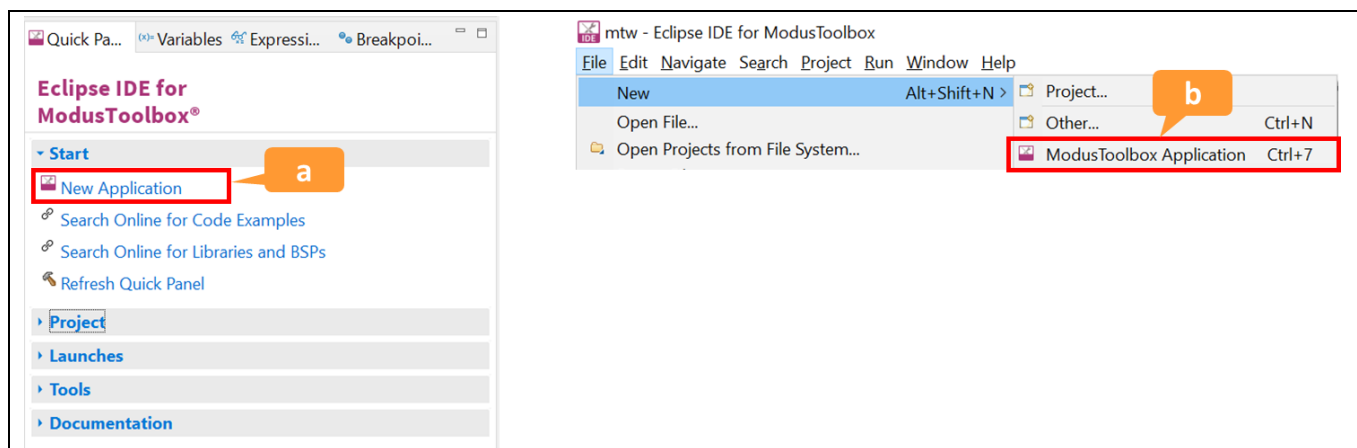 Quick Pa... (x)= Variables Expressi... Breakpoi...
Eclipse IDE for
ModusToolbox®
Start
New Application
a
Search Online for Code Examples
Search Online for Libraries and BSPs
Refresh Quick Panel
Project
Launches
Tools
Documentation
IDE mtw - Eclipse IDE for ModusToolbox
File Edit Navigate Search Project Run Window Help
New Alt+Shift+N >
Open File...
Open Projects from File System...
Project...
b
Other... Ctrl+N
ModusToolbox Application Ctrl+7